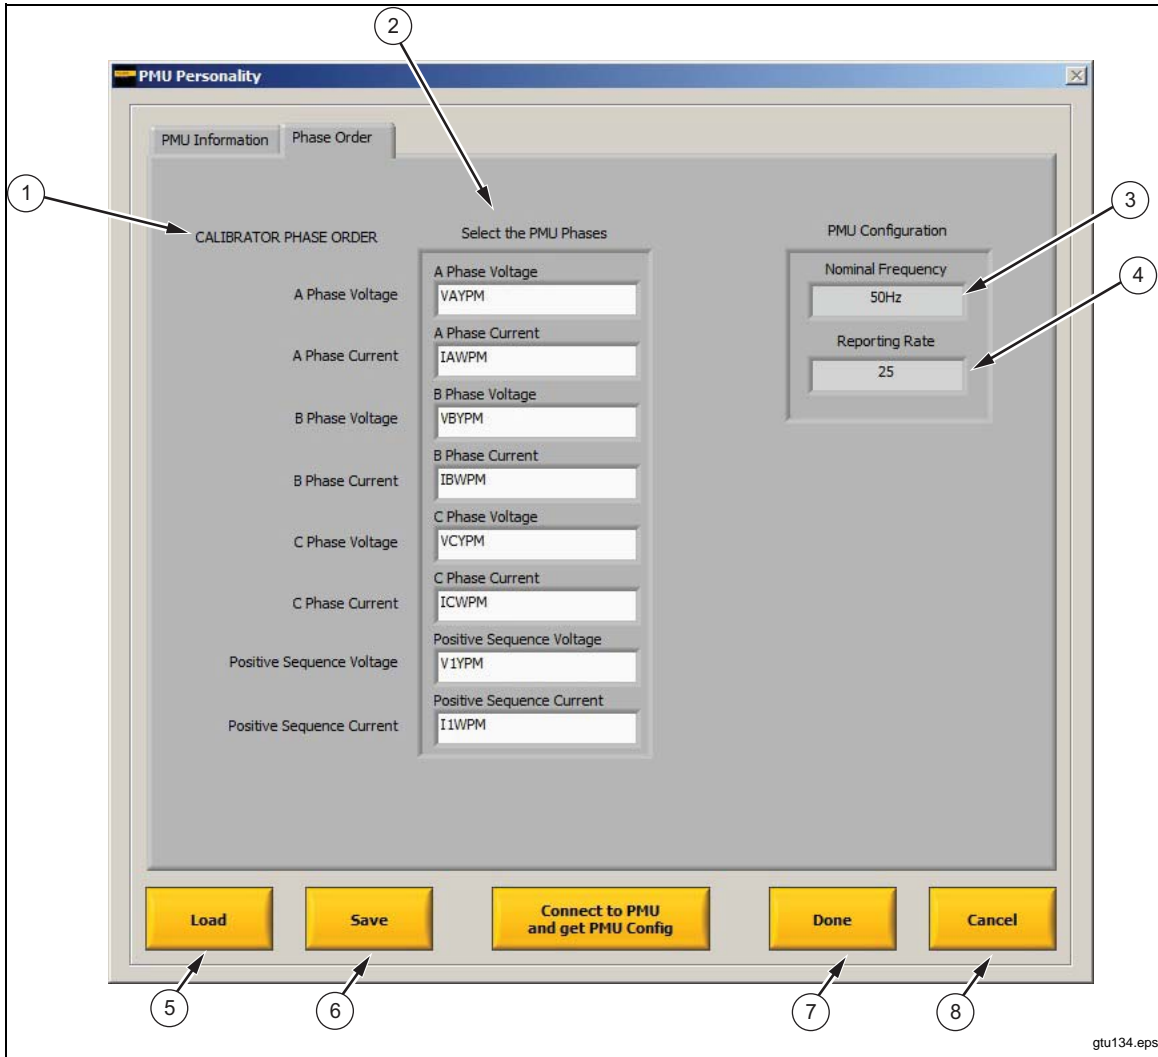 2
PMU Personality
PMU Information
Phase Order
1
3
4
CALIBRATOR PHASE ORDER
Select the PMU Phases
PMU Configuration
A Phase Voltage
A Phase Voltage
VAYPM
Nominal Frequency
50Hz
A Phase Current
A Phase Current
IAWPM
Reporting Rate
25
B Phase Voltage
B Phase Voltage
VBYPM
B Phase Current
B Phase Current
IBWPM
C Phase Voltage
C Phase Voltage
VCYPM
C Phase Current
C Phase Current
ICWPM
Positive Sequence Voltage
Positive Sequence Voltage
V1YPM
Positive Sequence Current
Positive Sequence Current
I1WPM
Load
Save
Connect to PMU
and get PMU Config
Done
Cancel
5
6
7
8
gtu134.eps